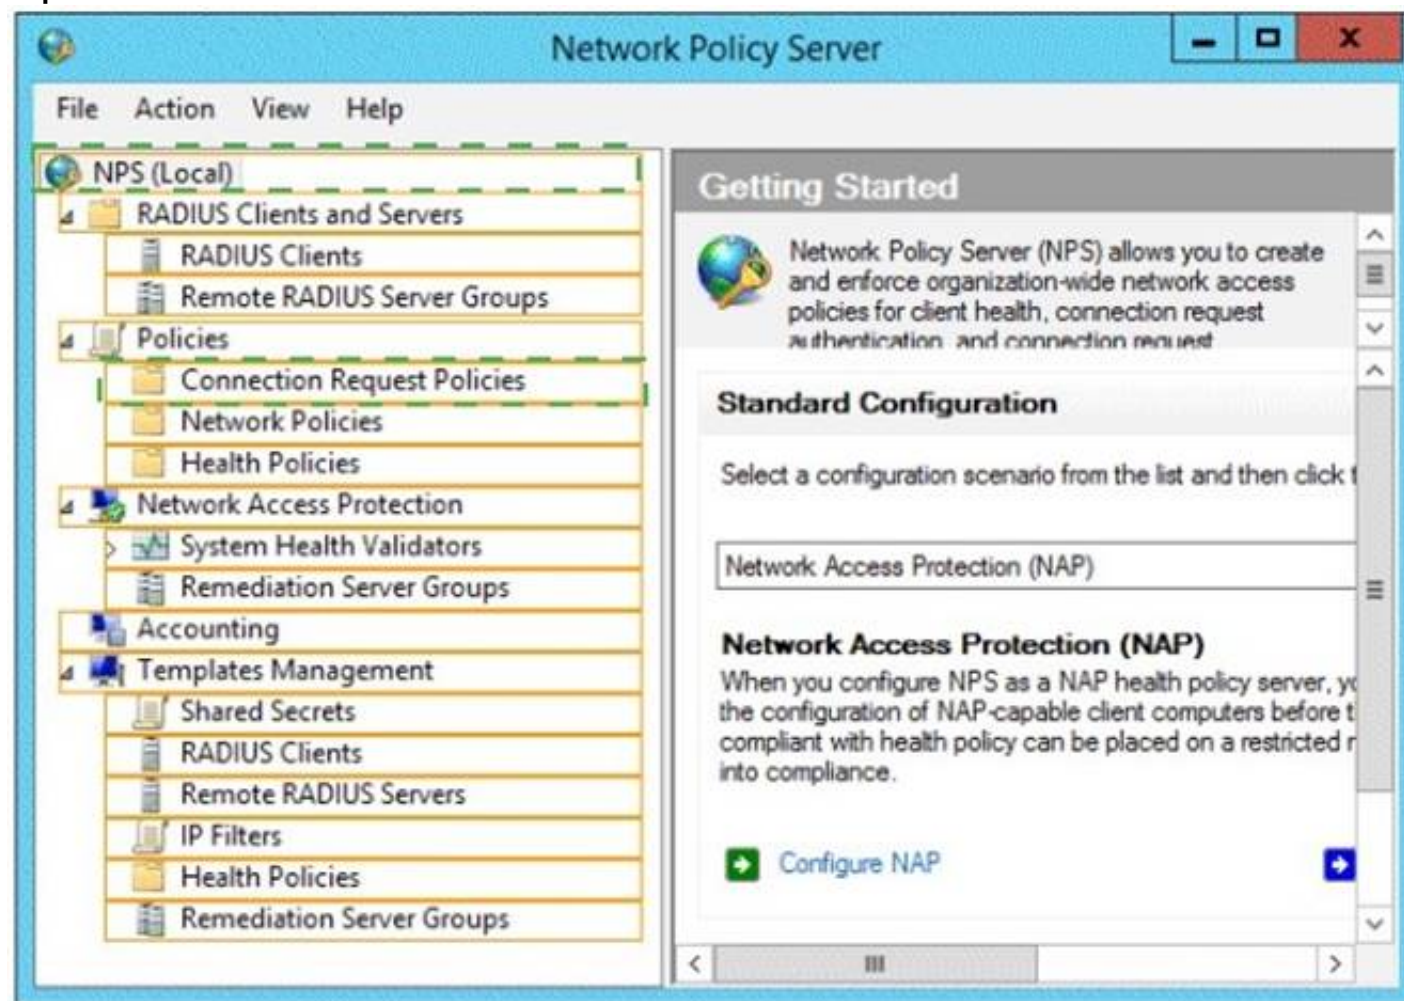 Network Policy Server
File Action View Help
NPS (Local)
RADIUS Clients and Servers
RADIUS Clients
Remote RADIUS Server Groups
Policies
Connection Request Policies
Network Policies
Health Policies
Network Access Protection
System Health Validators
Remediation Server Groups
Accounting
Templates Management
Shared Secrets
RADIUS Clients
Remote RADIUS Servers
IP Filters
Health Policies
Remediation Server Groups
Getting Started
Network Policy Server (NPS) allows you to create
and enforce organization-wide network access
policies for client health, connection request
authentication, and connection request
Standard Configuration
Select a configuration scenario from the list and then click
Network Access Protection (NAP)
Network Access Protection (NAP)
When you configure NPS as a NAP health policy server,
the configuration of NAP-capable client computers before
compliant with health policy can be placed on a restricted
into compliance.
Configure NAP